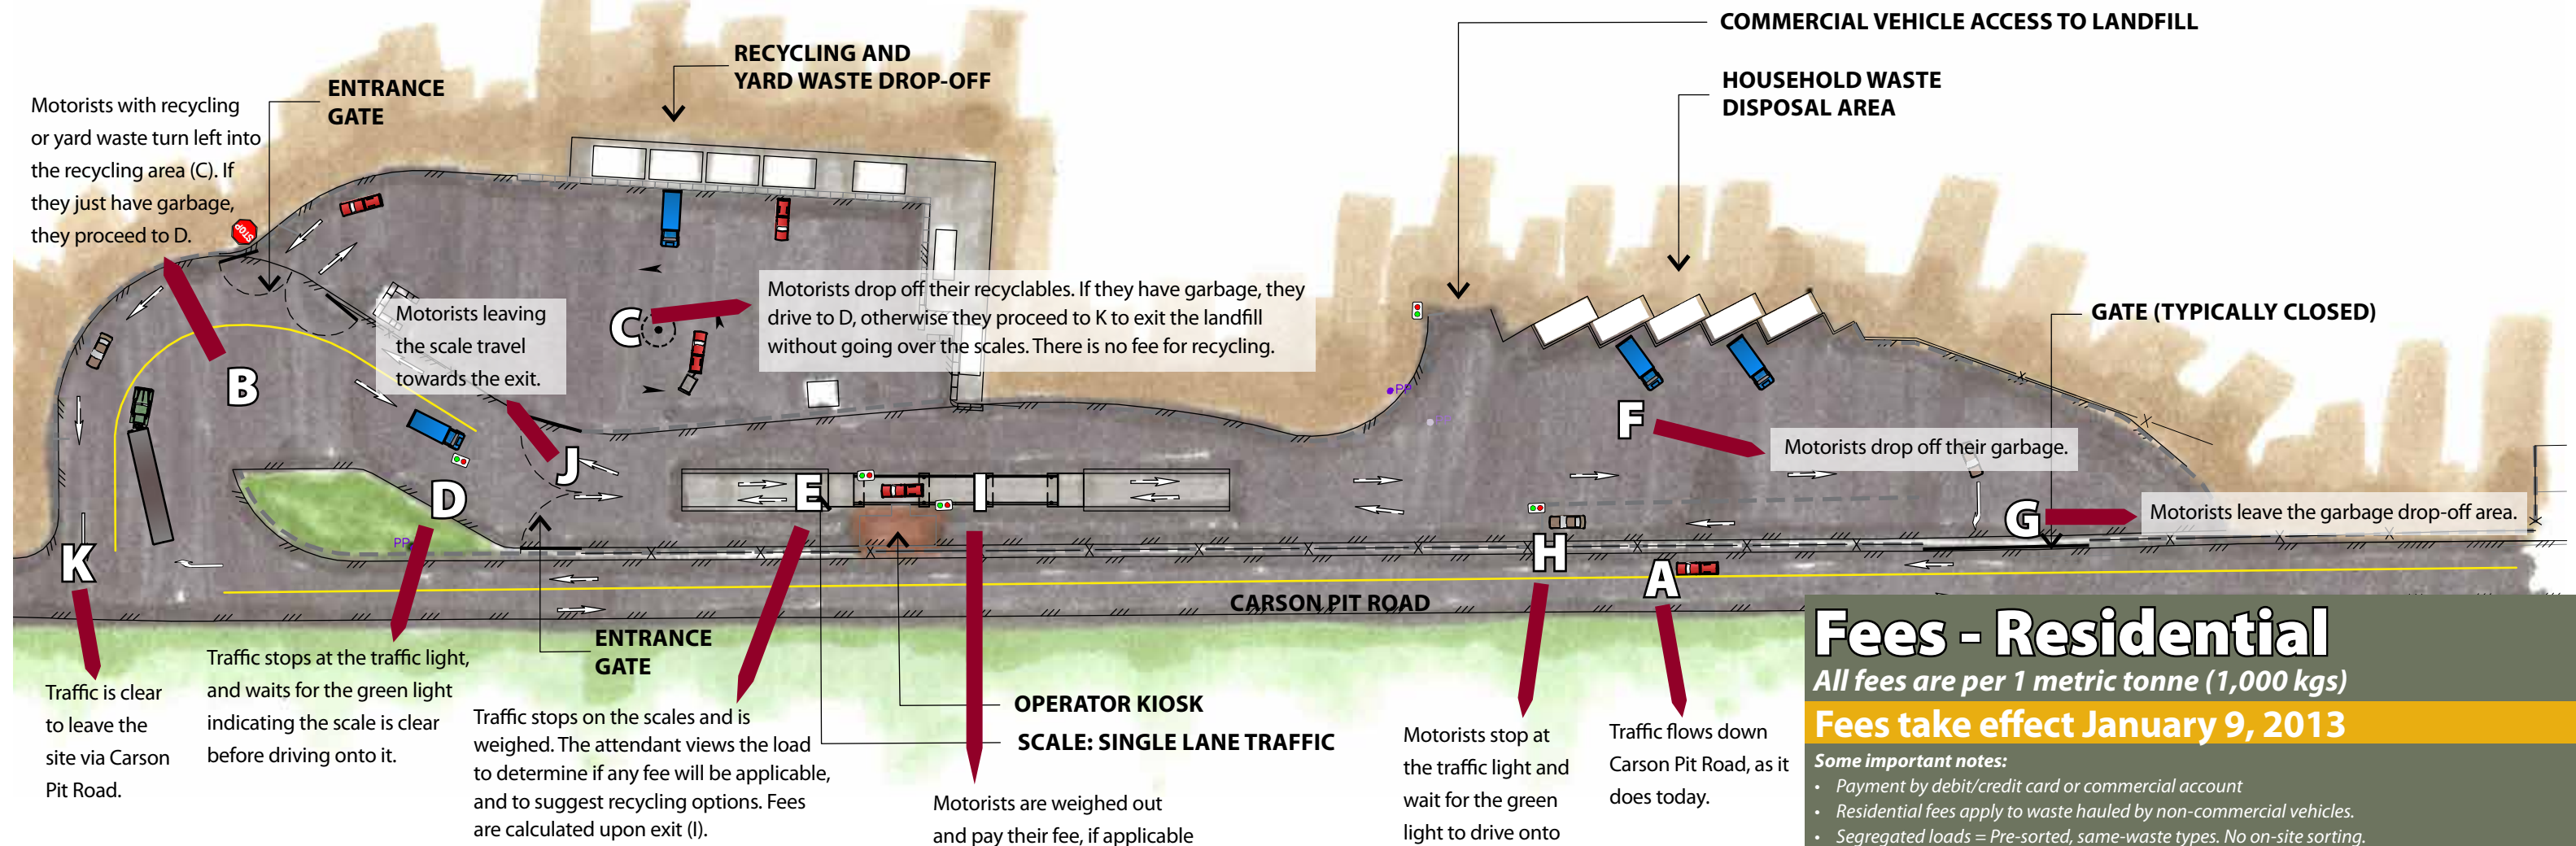 COMMERCIAL VEHICLE ACCESS TO LANDFILL
RECYCLING AND
YARD WASTE DROP-OFF
HOUSEHOLD WASTE
DISPOSAL AREA
ENTRANCE
GATE
Motorists with recycling
or yard waste turn left into
the recycling area (C). If
they just have garbage,
they proceed to D.
STOP
Motorists leaving
the scale travel
towards the exit.
C
Motorists drop off their recyclables. If they have garbage, they
drive to D, otherwise they proceed to K to exit the landfill
without going over the scales. There is no fee for recycling.
GATE (TYPICALLY CLOSED)
B
PP
F
Motorists drop off their garbage.
J
D
E
I
G
Motorists leave the garbage drop-off area.
PP
K
H
A
CARSON PIT ROAD
ENTRANCE
GATE
OPERATOR KIOSK
SCALE: SINGLE LANE TRAFFIC
Traffic is clear
to leave the
site via Carson
Pit Road.
Traffic stops at the traffic light,
and waits for the green light
indicating the scale is clear
before driving onto it.
Traffic stops on the scales and is
weighed. The attendant views the load
to determine if any fee will be applicable,
and to suggest recycling options. Fees
are calculated upon exit (I).
Motorists are weighed out
and pay their fee, if applicable
Motorists stop at
the traffic light and
wait for the green
light to drive onto
Traffic flows down
Carson Pit Road, as it
does today.
Fees - Residential
All fees are per 1 metric tonne (1,000 kgs)
Fees take effect January 9, 2013
Some important notes:
• Payment by debit/credit card or commercial account
• Residential fees apply to waste hauled by non-commercial vehicles.
• Segregated loads = Pre-sorted, same-waste types. No on-site sorting.